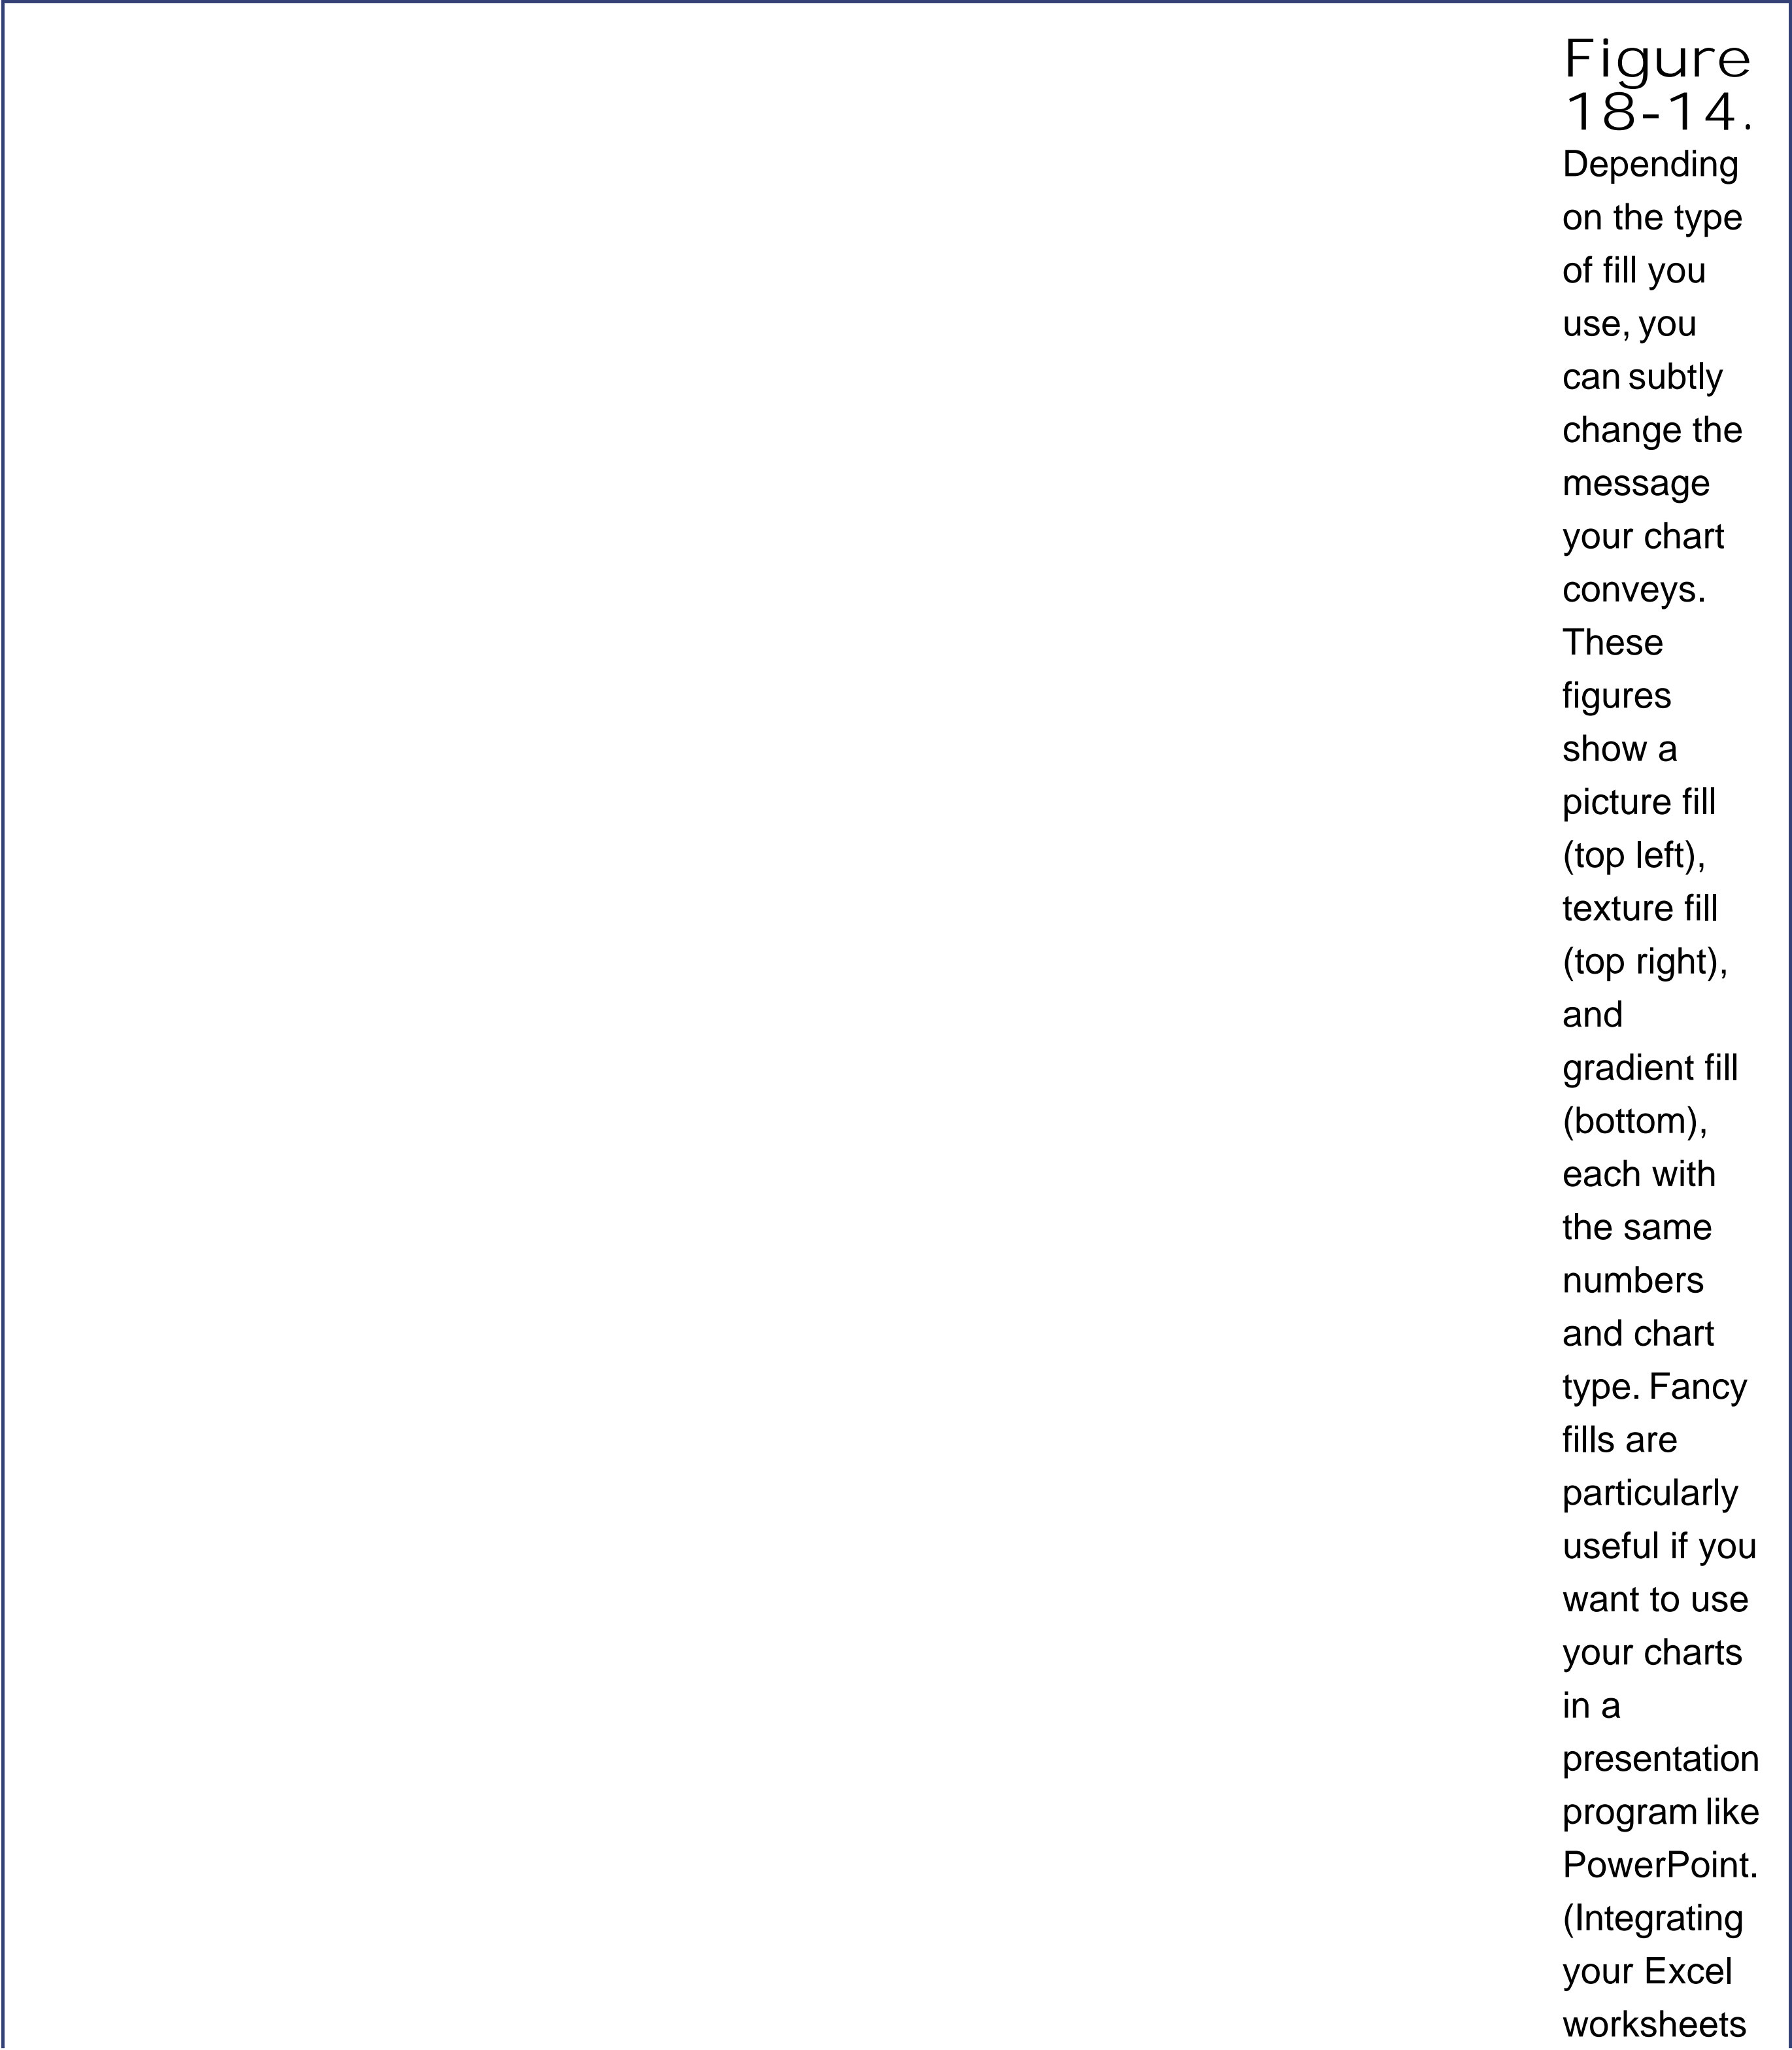 Figure
18-14.
Depending
on the type
of fill you
use, you
can subtly
change the
message
your chart
conveys.
These
figures
show a
picture fill
(top left),
texture fill
(top right),
and
gradient fill
(bottom),
each with
the same
numbers
and chart
type. Fancy
fills are
particularly
useful if you
want to use
your charts
in a
presentation
program like
PowerPoint.
(Integrating
your Excel
worksheets